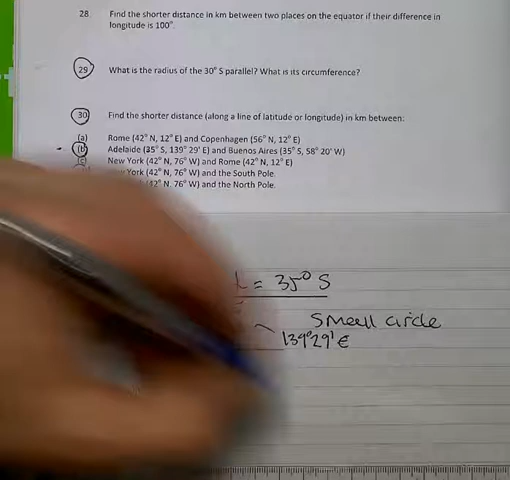 28 Find the shorter distance in km between two places on the equator if their difference in
longitude is 100°.
29 What is the radius of the 30° S parallel? What is its circumference?
30 Find the shorter distance (along a line of latitude or longitude) in km between:
(a) Rome (42° N, 12° E) and Copenhagen (56° N, 12° E)
(b) Adelaide (35° S, 139° 29' E) and Buenos Aires (35° S, 58° 20' W)
(c) New York (42° N, 76° W) and Rome (42° N, 12° E)
York (42° N, 76° W) and the South Pole.
(42° N, 76° W) and the North Pole.
= 35° S
Small circle
139°29' E